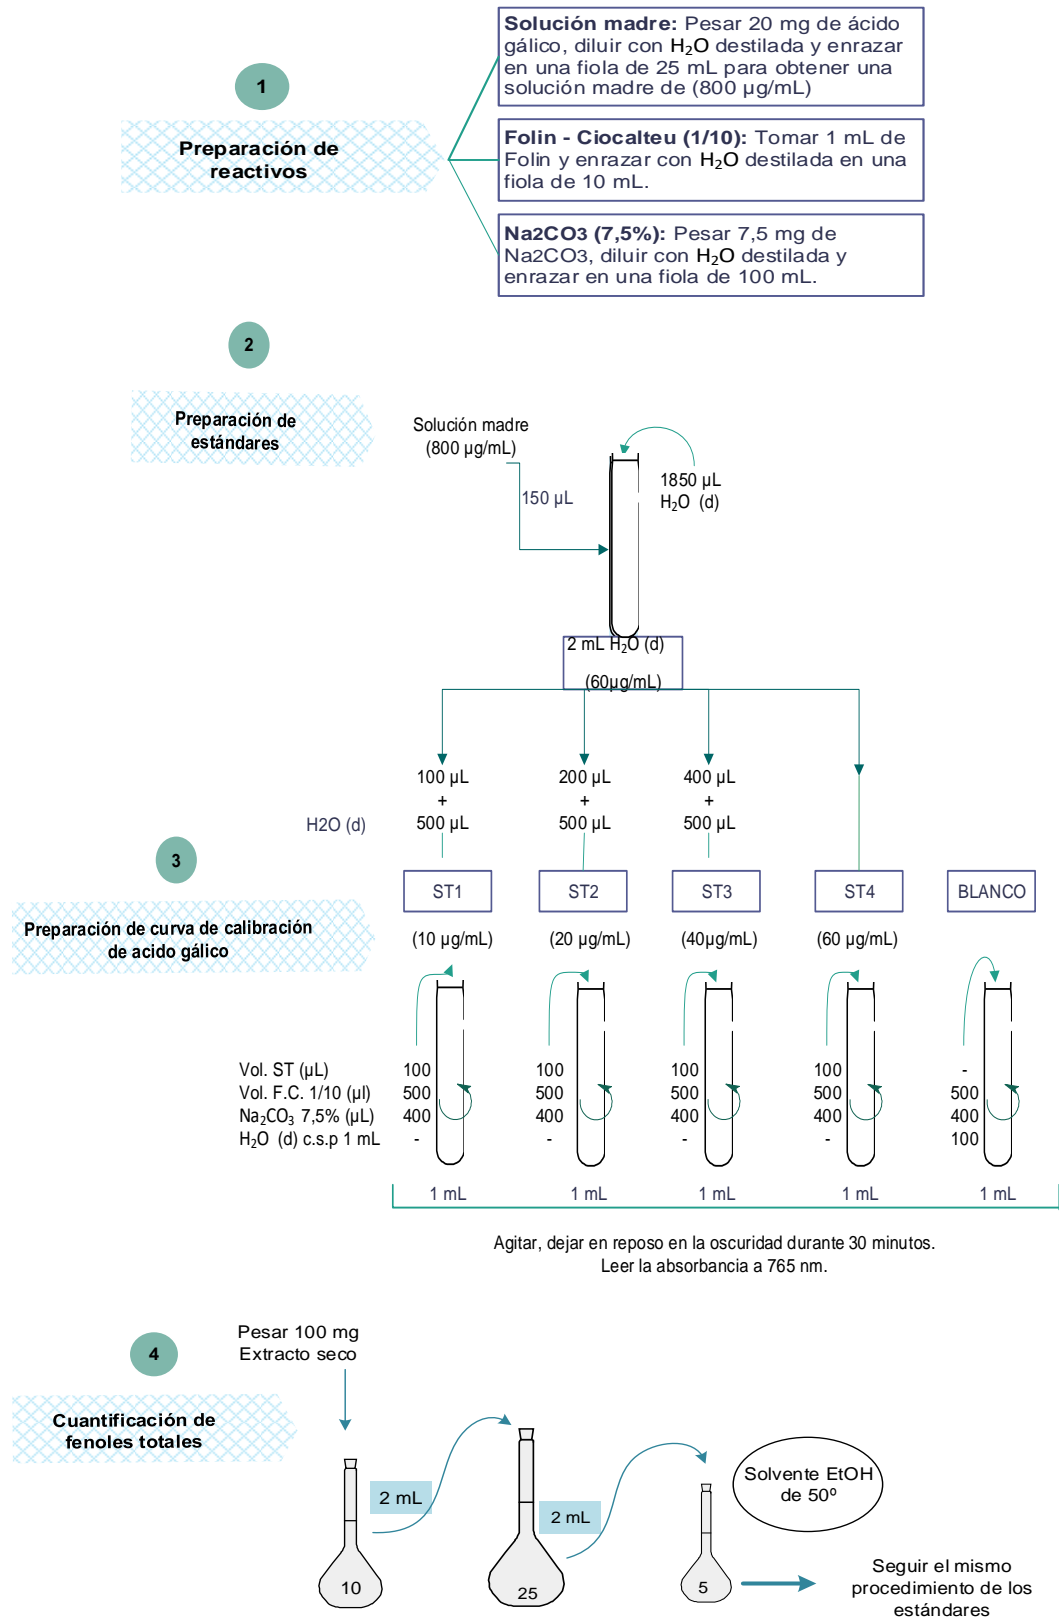 1
Preparación de
reactivos
Solución madre: Pesar 20 mg de ácido
gálico, diluir con H₂O destilada y enrazar
en una fiola de 25 mL para obtener una
solución madre de (800 µg/mL)
Folin - Ciocalteu (1/10): Tomar 1 mL de
Folin y enrazar con H₂O destilada en una
fiola de 10 mL.
Na2CO3 (7,5%): Pesar 7,5 mg de
Na2CO3, diluir con H₂O destilada y
enrazar en una fiola de 100 mL.
2
Preparación de
estándares
Solución madre
(800 µg/mL)
150 µL
1850 µL
H₂O (d)
2 mL H₂O (d)
(60µg/mL)
100 µL 200 µL 400 µL
+ + +
H2O (d) 500 µL 500 µL 500 µL
3
Preparación de curva de calibración
de acido gálico
ST1 ST2 ST3 ST4 BLANCO
(10 µg/mL) (20 µg/mL) (40µg/mL) (60 µg/mL)
Vol. ST (µL) 100 100 100 100 -
Vol. F.C. 1/10 (µl) 500 500 500 500 500
Na₂CO₃ 7,5% (µL) 400 400 400 400 400
H₂O (d) c.s.p 1 mL - - - - 100
1 mL 1 mL 1 mL 1 mL 1 mL
Agitar, dejar en reposo en la oscuridad durante 30 minutos.
Leer la absorbancia a 765 nm.
4
Cuantificación de
fenoles totales
Pesar 100 mg
Extracto seco
2 mL
2 mL
10
25
5
Solvente EtOH
de 50º
Seguir el mismo
procedimiento de los
estándares